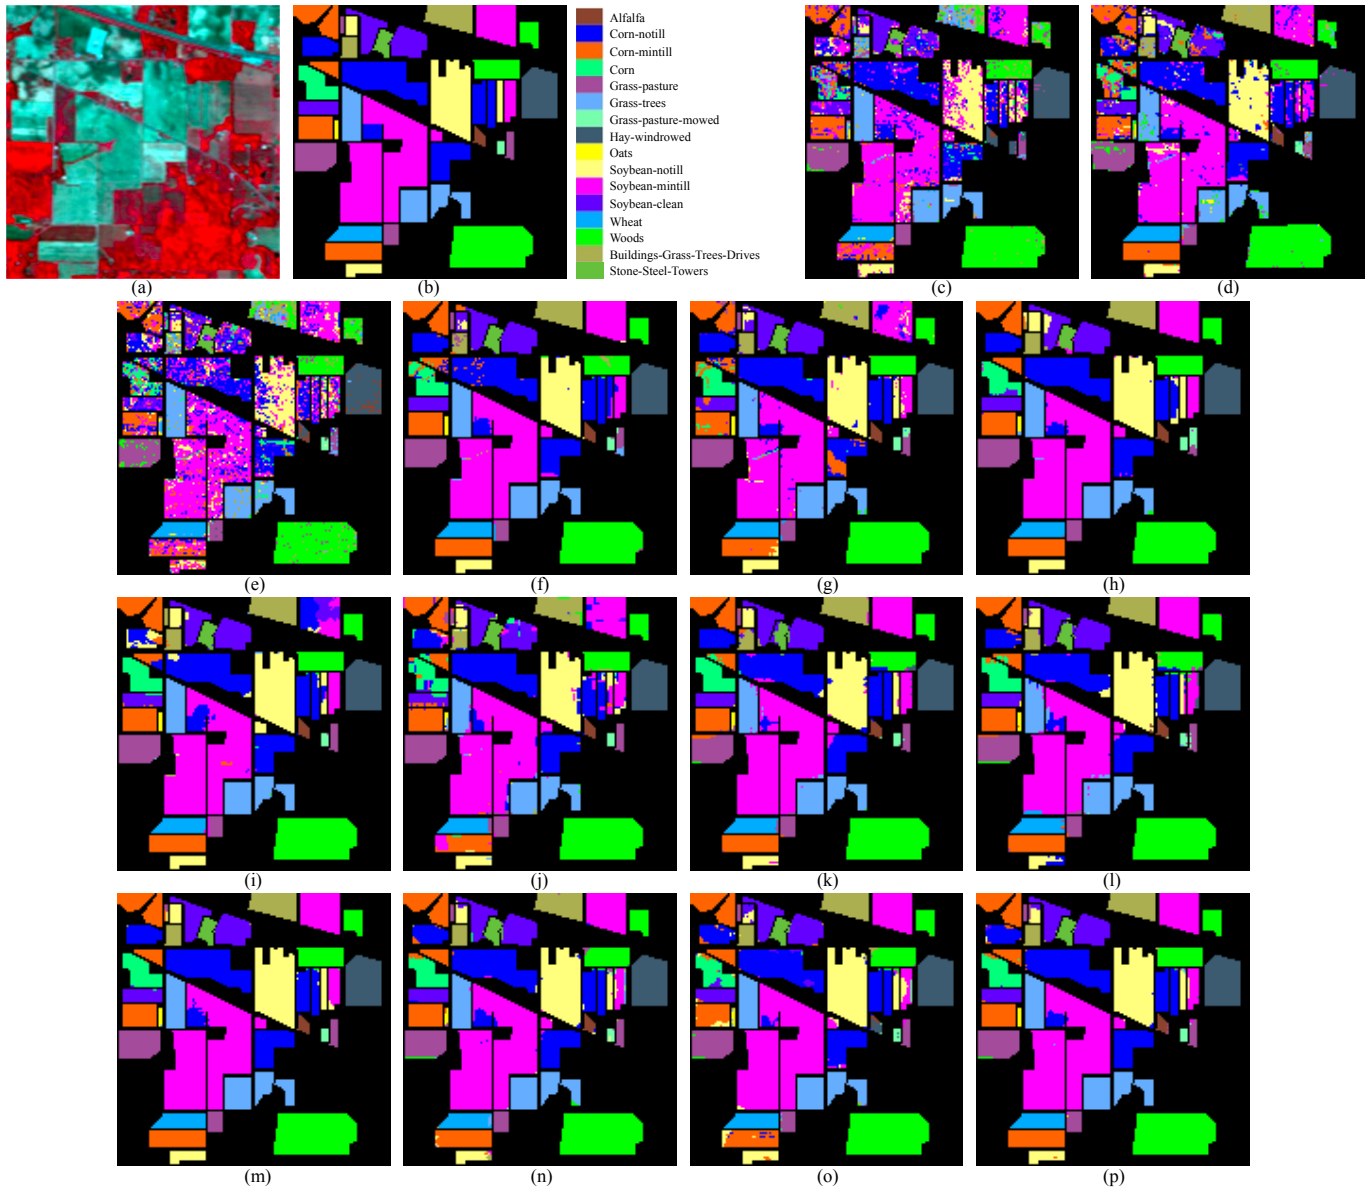 Alfalfa
Corn-notill
Corn-mintill
Corn
Grass-pasture
Grass-trees
Grass-pasture-mowed
Hay-windrowed
Oats
Soybean-notill
Soybean-mintill
Soybean-clean
Wheat
Woods
Buildings-Grass-Trees-Drives
Stone-Steel-Towers
(a)
(b)
(c)
(d)
(e)
(f)
(g)
(h)
(i)
(j)
(k)
(l)
(m)
(n)
(o)
(p)